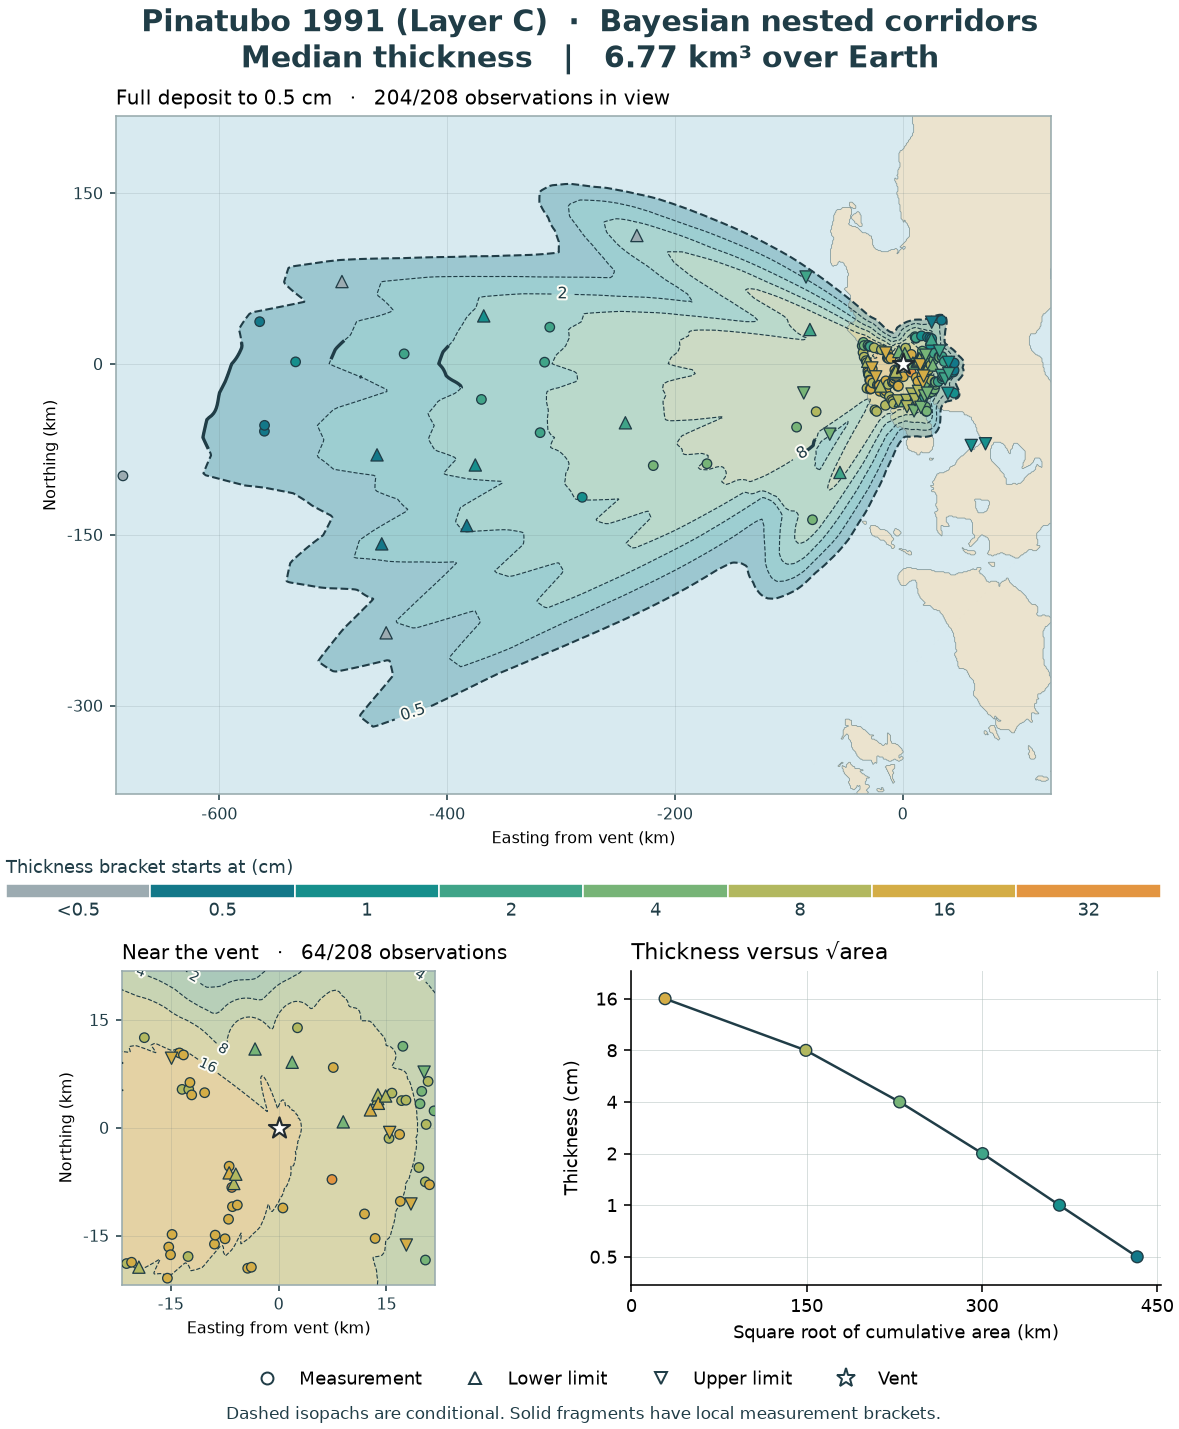 Pinatubo 1991 (Layer C)  ·  Bayesian nested corridors
Median thickness   |   6.77 km³ over Earth
Full deposit to 0.5 cm   ·   204/208 observations in view
150
0
-150
-300
Northing (km)
2
8
0.5
-600
-400
-200
0
Easting from vent (km)
Thickness bracket starts at (cm)
<0.5
0.5
1
2
4
8
16
32
Near the vent   ·   64/208 observations
4
2
4
8
16
15
0
-15
Northing (km)
-15
0
15
Easting from vent (km)
Thickness versus √area
16
8
4
2
1
0.5
Thickness (cm)
0
150
300
450
Square root of cumulative area (km)
Measurement
Lower limit
Upper limit
Vent
Dashed isopachs are conditional. Solid fragments have local measurement brackets.